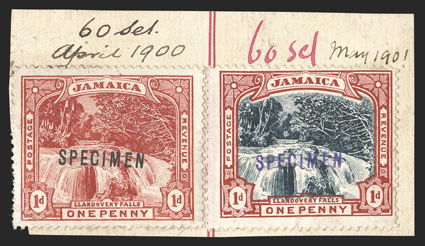 60 Sel.
April 1900
60 sel May 1901
JAMAICA
POSTAGE
REVENUE
SPECIMEN
1d 1d
LLANDOVERY FALLS
ONE PENNY
JAMAICA
POSTAGE
REVENUE
SPECIMEN
1d 1d
LLANDOVERY FALLS
ONE PENNY